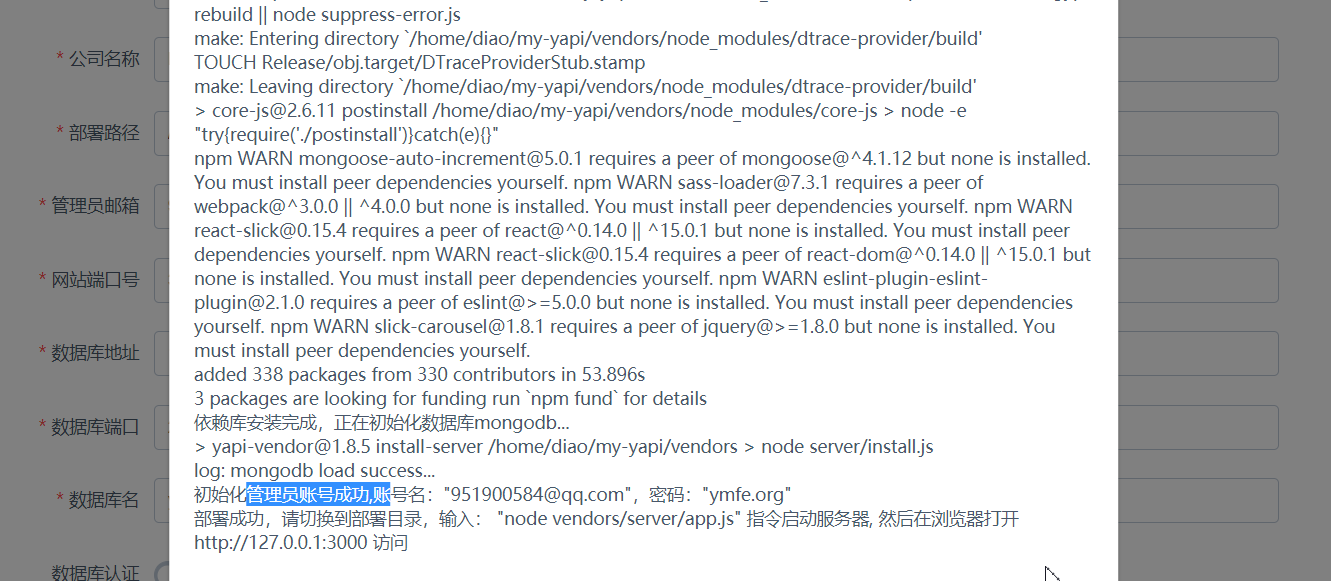 rebuild || node suppress-error.js
make: Entering directory `/home/diao/my-yapi/vendors/node_modules/dtrace-provider/build'
* 公司名称
TOUCH Release/obj.target/DTraceProviderStub.stamp
make: Leaving directory `/home/diao/my-yapi/vendors/node_modules/dtrace-provider/build'
> core-js@2.6.11 postinstall /home/diao/my-yapi/vendors/node_modules/core-js > node -e
* 部署路径
"try{require('./postinstall')}catch(e){}"
npm WARN mongoose-auto-increment@5.0.1 requires a peer of mongoose@^4.1.12 but none is installed.
You must install peer dependencies yourself. npm WARN sass-loader@7.3.1 requires a peer of
* 管理员邮箱
webpack@^3.0.0 || ^4.0.0 but none is installed. You must install peer dependencies yourself. npm WARN
react-slick@0.15.4 requires a peer of react@^0.14.0 || ^15.0.1 but none is installed. You must install peer
dependencies yourself. npm WARN react-slick@0.15.4 requires a peer of react-dom@^0.14.0 || ^15.0.1 but
* 网站端口号
none is installed. You must install peer dependencies yourself. npm WARN eslint-plugin-eslint-
plugin@2.1.0 requires a peer of eslint@>=5.0.0 but none is installed. You must install peer dependencies
yourself. npm WARN slick-carousel@1.8.1 requires a peer of jquery@>=1.8.0 but none is installed. You
* 数据库地址
must install peer dependencies yourself.
added 338 packages from 330 contributors in 53.896s
3 packages are looking for funding run `npm fund` for details
* 数据库端口
依赖库安装完成，正在初始化数据库mongodb...
> yapi-vendor@1.8.5 install-server /home/diao/my-yapi/vendors > node server/install.js
log: mongodb load success...
* 数据库名
初始化管理员账号成功,账号名："951900584@qq.com"，密码："ymfe.org"
部署成功，请切换到部署目录，输入： "node vendors/server/app.js" 指令启动服务器, 然后在浏览器打开
http://127.0.0.1:3000 访问
数据库认证